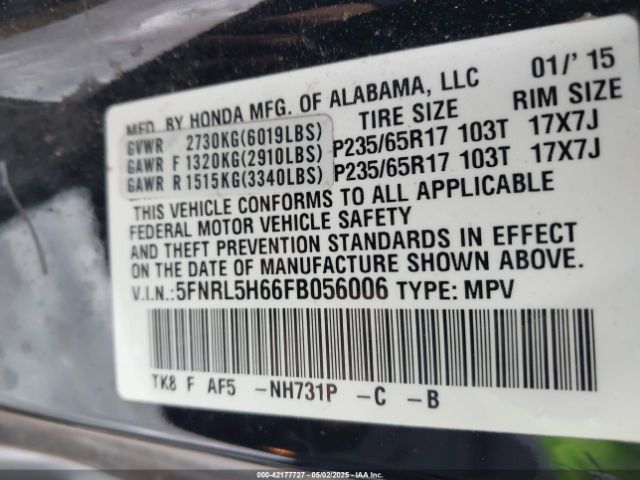 MFD. BY HONDA MFG. OF ALABAMA, LLC 01/'15
TIRE SIZE RIM SIZE
GVWR 2730KG(6019LBS)
GAWR F 1320KG(2910LBS) P235/65R17 103T 17X7J
GAWR R 1515KG(3340LBS) P235/65R17 103T 17X7J
THIS VEHICLE CONFORMS TO ALL APPLICABLE
FEDERAL MOTOR VEHICLE SAFETY
AND THEFT PREVENTION STANDARDS IN EFFECT
ON THE DATE OF MANUFACTURE SHOWN ABOVE.
V.I.N.: 5FNRL5H66FB056006 TYPE: MPV
TK8 F AF5 -NH731P -C -B
000-42177727 - 05/02/2025 - IAA Inc.